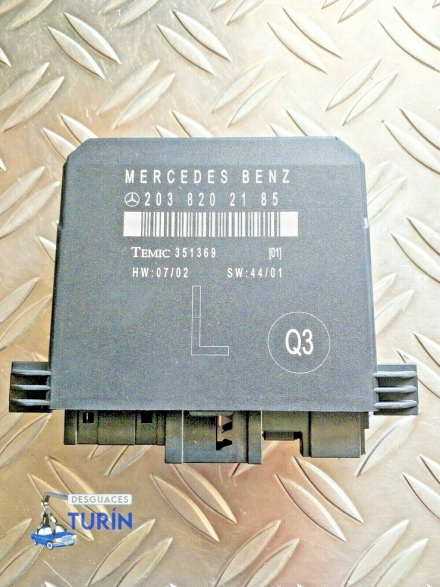 MERCEDES BENZ
203 820 21 85
TEMIC 351369 [01]
HW:07/02 SW:44/01
L
Q3
DESGUACES
TURÍN